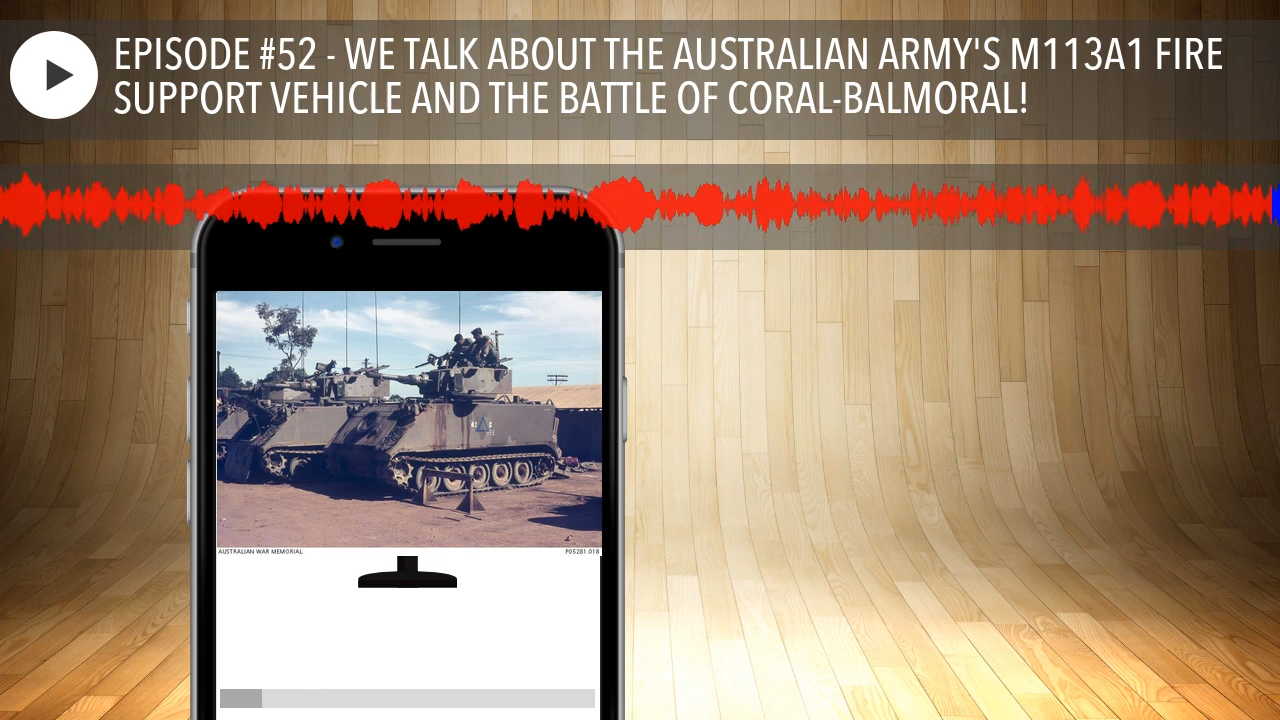 EPISODE #52 - WE TALK ABOUT THE AUSTRALIAN ARMY'S M113A1 FIRE
SUPPORT VEHICLE AND THE BATTLE OF CORAL-BALMORAL!
AUSTRALIAN WAR MEMORIAL
P05281.018